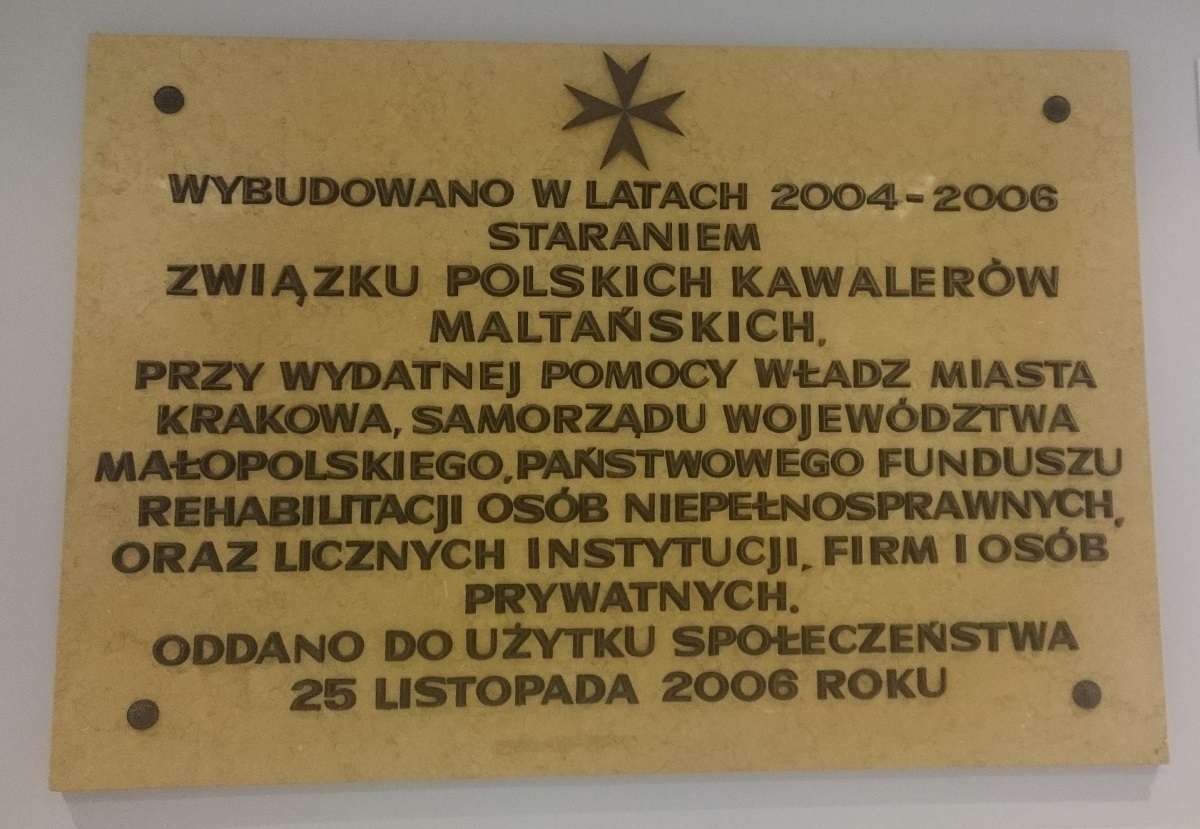 WYBUDOWANO W LATACH 2004-2006
STARANIEM
ZWIĄZKU POLSKICH KAWALERÓW
MALTAŃSKICH,
PRZY WYDATNEJ POMOCY WŁADZ MIASTA
KRAKOWA, SAMORZĄDU WOJEWÓDZTWA
MAŁOPOLSKIEGO, PAŃSTWOWEGO FUNDUSZU
REHABILITACJI OSÓB NIEPEŁNOSPRAWNYCH,
ORAZ LICZNYCH INSTYTUCJI, FIRM I OSÓB
PRYWATNYCH.
ODDANO DO UŻYTKU SPOŁECZEŃSTWA
25 LISTOPADA 2006 ROKU